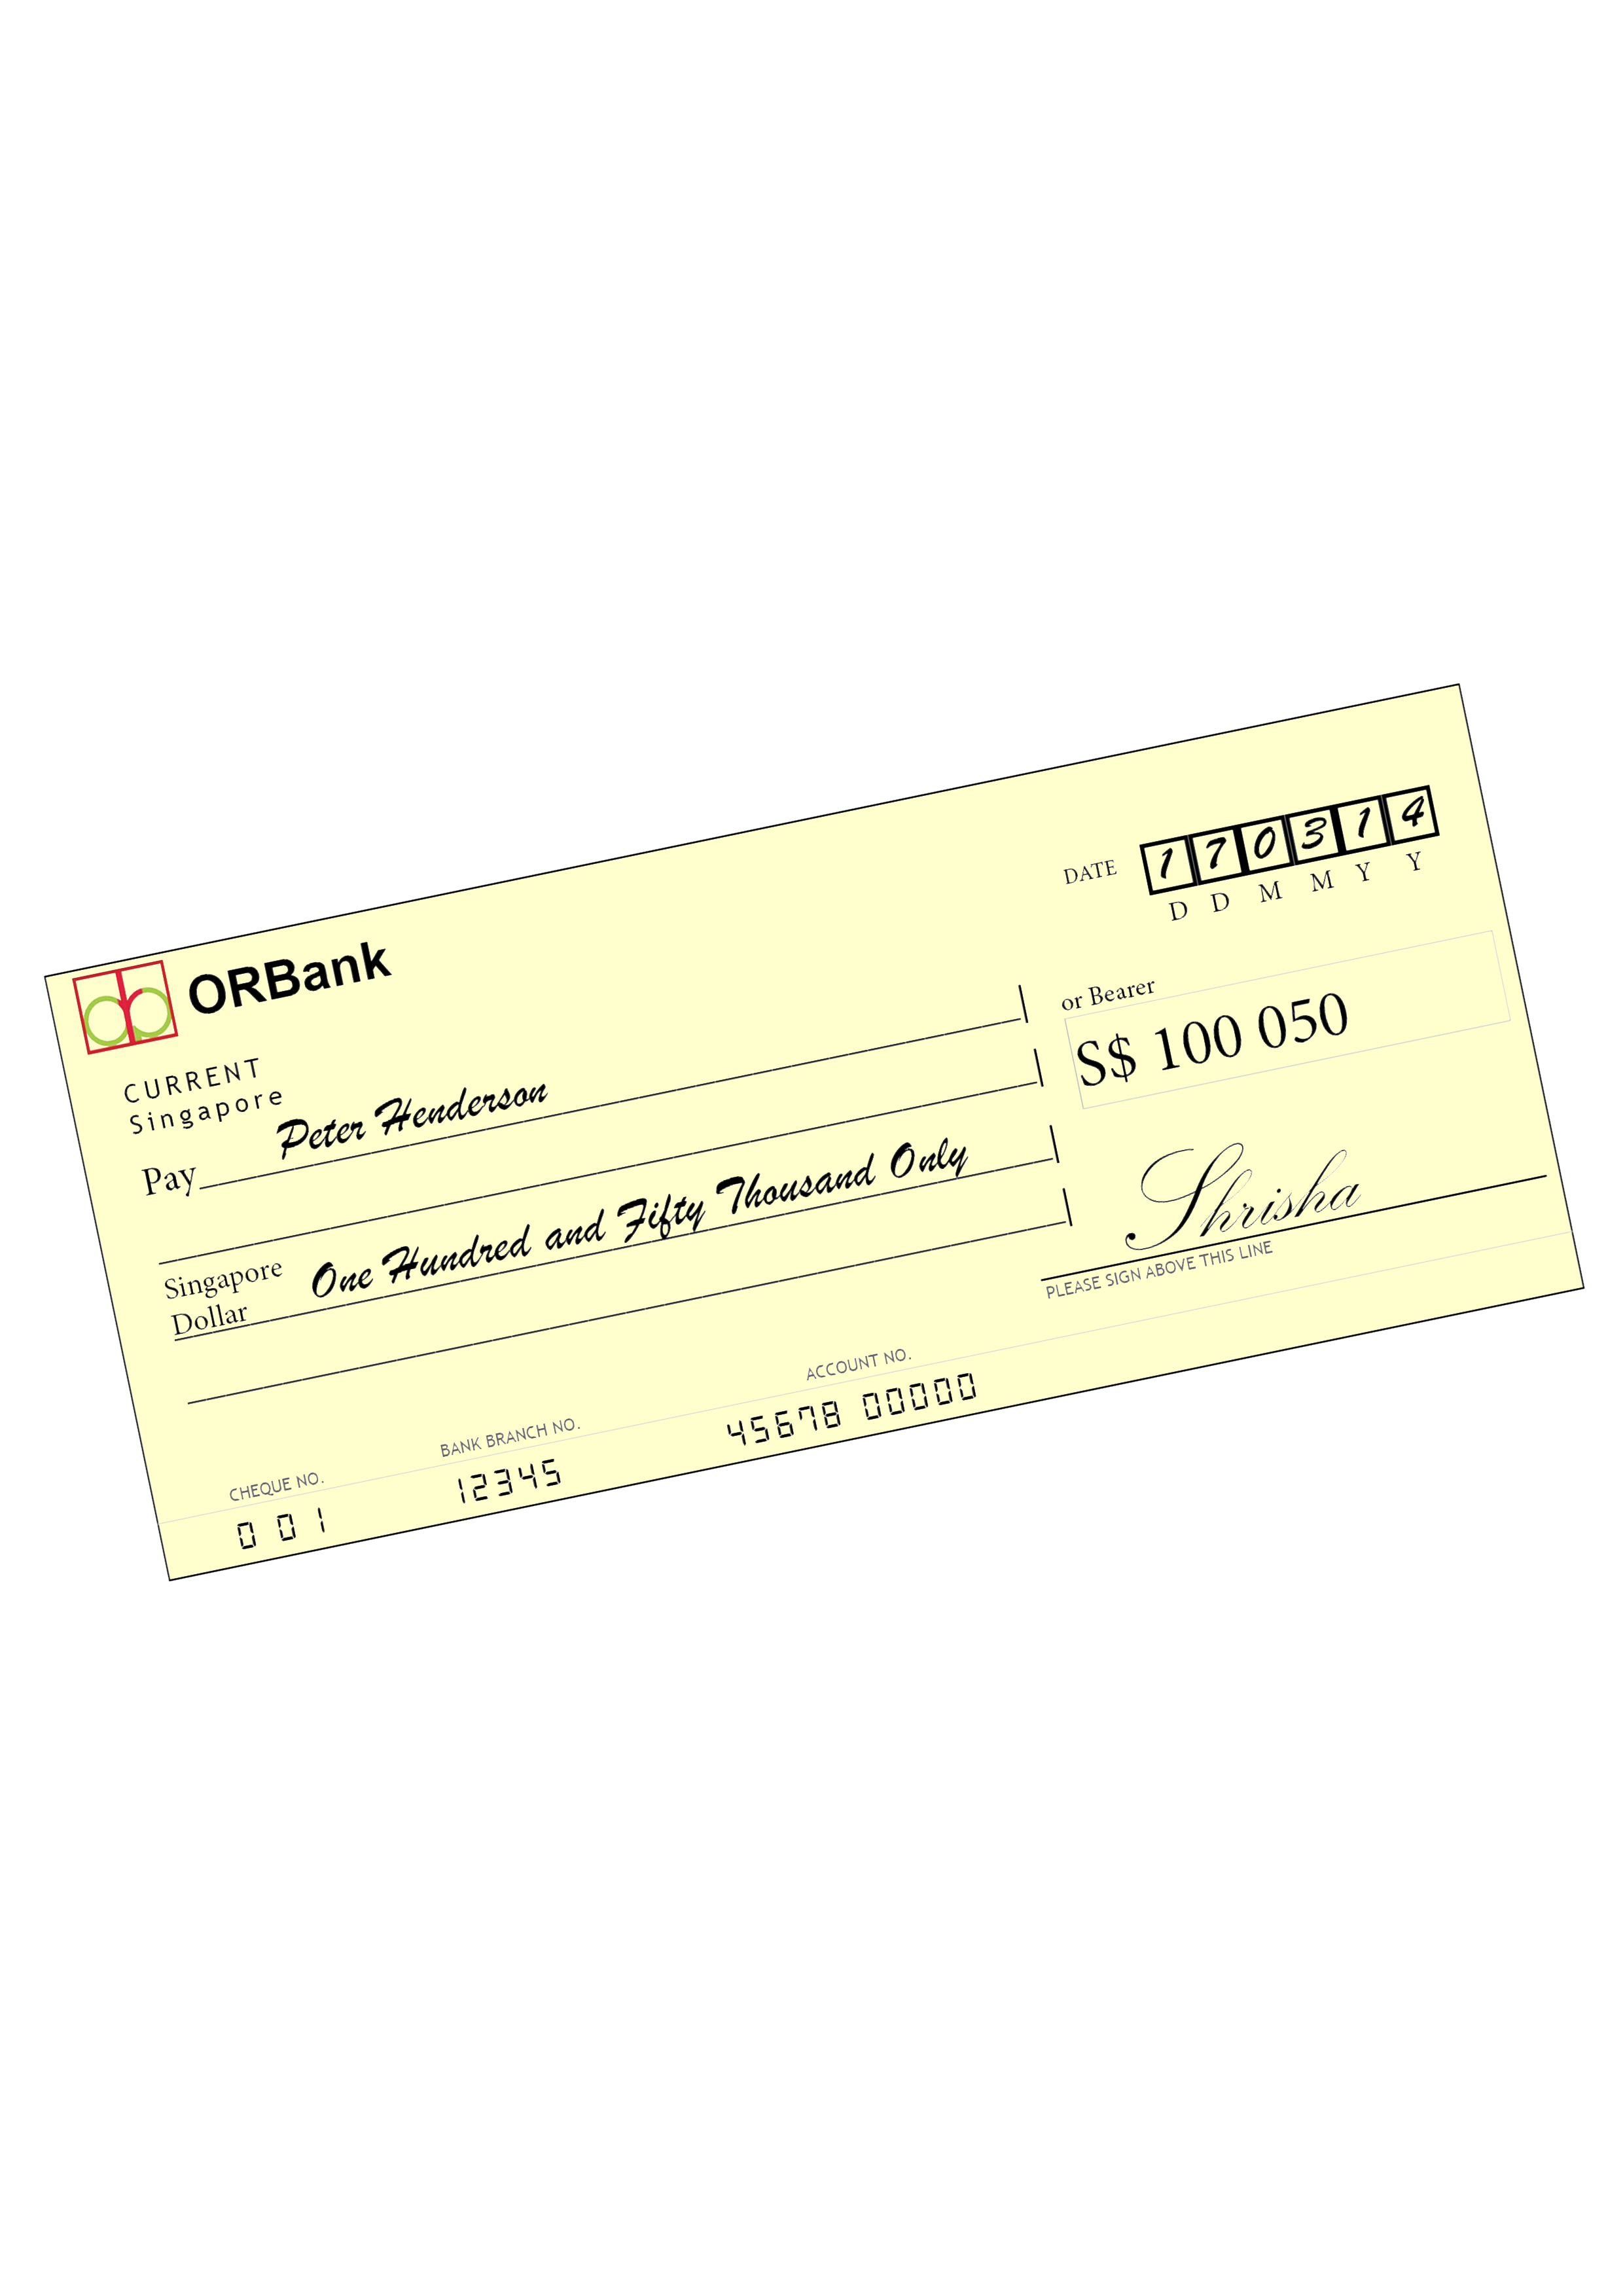 DATE 1 7 0 3 1 4
D D M M Y Y
ORBank
CURRENT
Singapore
or Bearer
Pay Peter Henderson
S$ 100 050
Singapore
Dollar
One Hundred and Fifty Thousand Only
Shrisha
PLEASE SIGN ABOVE THIS LINE
CHEQUE NO. BANK BRANCH NO. ACCOUNT NO.
0 0 1 12345 45678 00000